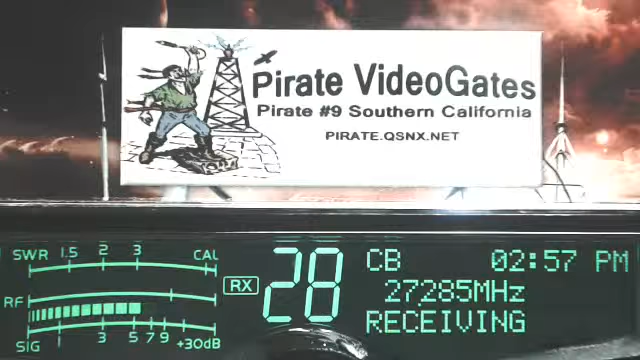 Pirate VideoGates
Pirate #9 Southern California
PIRATE.QSNX.NET
SWR 1.5 2 3 CAL
RX 28 CB 02:57 PM
27285MHz
RF
RECEIVING
SIG 1 3 5 7 9 +30dB